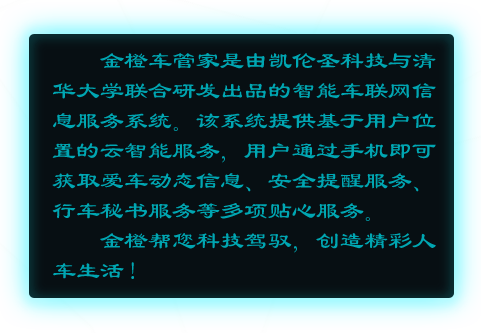 金橙车管家是由凯伦圣科技与清
华大学联合研发出品的智能车联网信
息服务系统。该系统提供基于用户位
置的云智能服务，用户通过手机即可
获取爱车动态信息、安全提醒服务、
行车秘书服务等多项贴心服务。
金橙帮您科技驾驭，创造精彩人
车生活！